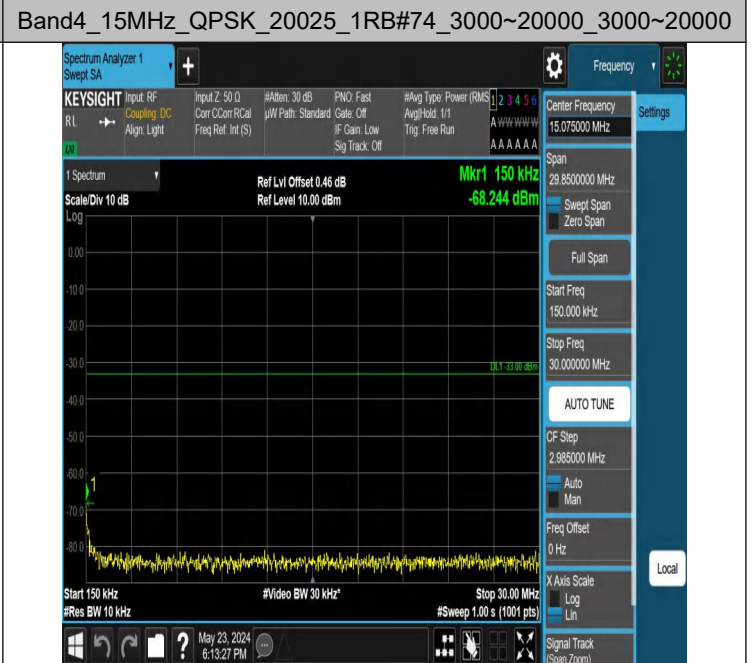 Band4_15MHz_QPSK_20025_1RB#74_3000~20000_3000~20000
Spectrum Analyzer 1
Swept SA
Frequency
KEYSIGHT
RL
Input: RF
Coupling: DC
Align: Light
Input Z: 50 Ω
Corr CCorr RCal
Freq Ref: Int (S)
#Atten: 30 dB
µW Path: Standard
PNO: Fast
Gate: Off
IF Gain: Low
Sig Track: Off
#Avg Type: Power (RMS
Avg|Hold: 1/1
Trig: Free Run
1 2 3 4 5 6
A W W W W W
A A A A A A
1 Spectrum
Scale/Div 10 dB
Log
Ref Lvl Offset 0.46 dB
Ref Level 10.00 dBm
Mkr1 150 kHz
-68.244 dBm
0.00
-10.0
-20.0
-30.0
DL1 -33.00 dBm
-40.0
-50.0
-60.0
1
-70.0
-80.0
Start 150 kHz
#Res BW 10 kHz
#Video BW 30 kHz*
Stop 30.00 MHz
#Sweep 1.00 s (1001 pts)
Center Frequency
15.075000 MHz
Settings
Span
29.8500000 MHz
Swept Span
Zero Span
Full Span
Start Freq
150.000 kHz
Stop Freq
30.000000 MHz
AUTO TUNE
CF Step
2.985000 MHz
Auto
Man
Freq Offset
0 Hz
Local
X Axis Scale
Log
Lin
Signal Track
(Span Zoom)
?
May 23, 2024
6:13:27 PM